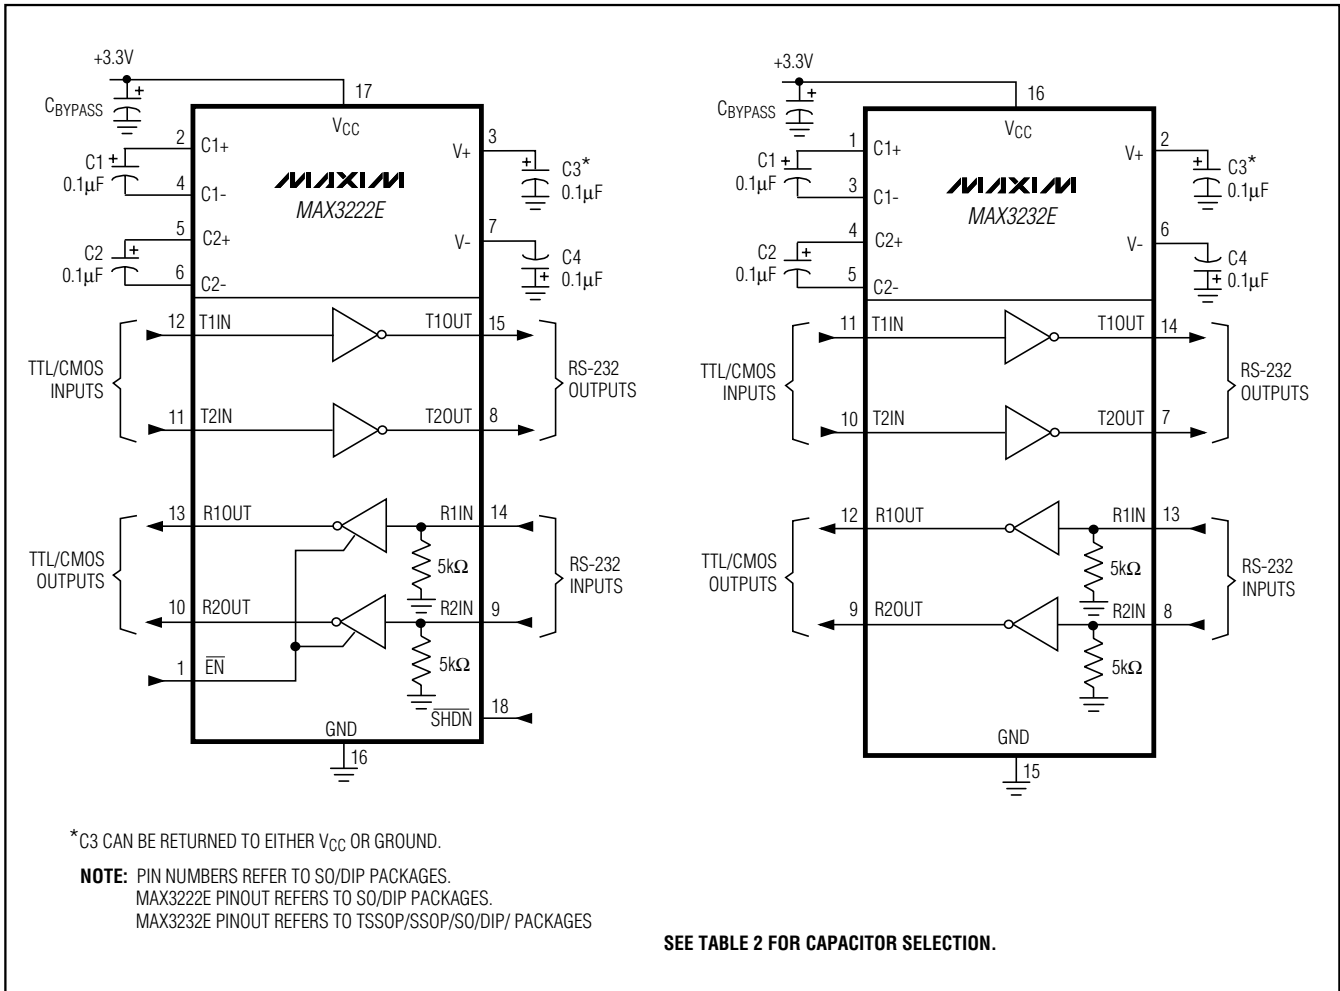 +3.3V
CBYPASS
+
17
VCC
2
C1+
C1 +
0.1µF
4
C1-
MAXIM
MAX3222E
3
V+
+
C3*
0.1µF
5
C2+
C2
+
0.1µF
6
C2-
7
V-
C4
+
0.1µF
TTL/CMOS
INPUTS
12
T1IN
T1OUT
15
11
T2IN
T2OUT
8
RS-232
OUTPUTS
TTL/CMOS
OUTPUTS
13
R1OUT
R1IN
14
5kΩ
10
R2OUT
R2IN
9
5kΩ
RS-232
INPUTS
1
E̅N̅
S̅H̅D̅N̅
18
GND
16
+3.3V
CBYPASS
+
16
VCC
1
C1+
C1 +
0.1µF
3
C1-
MAXIM
MAX3232E
2
V+
+
C3*
0.1µF
4
C2+
C2
+
0.1µF
5
C2-
6
V-
C4
+
0.1µF
TTL/CMOS
INPUTS
11
T1IN
T1OUT
14
10
T2IN
T2OUT
7
RS-232
OUTPUTS
TTL/CMOS
OUTPUTS
12
R1OUT
R1IN
13
5kΩ
9
R2OUT
R2IN
8
5kΩ
RS-232
INPUTS
GND
15
*C3 CAN BE RETURNED TO EITHER VCC OR GROUND.
NOTE: PIN NUMBERS REFER TO SO/DIP PACKAGES.
MAX3222E PINOUT REFERS TO SO/DIP PACKAGES.
MAX3232E PINOUT REFERS TO TSSOP/SSOP/SO/DIP/ PACKAGES
SEE TABLE 2 FOR CAPACITOR SELECTION.